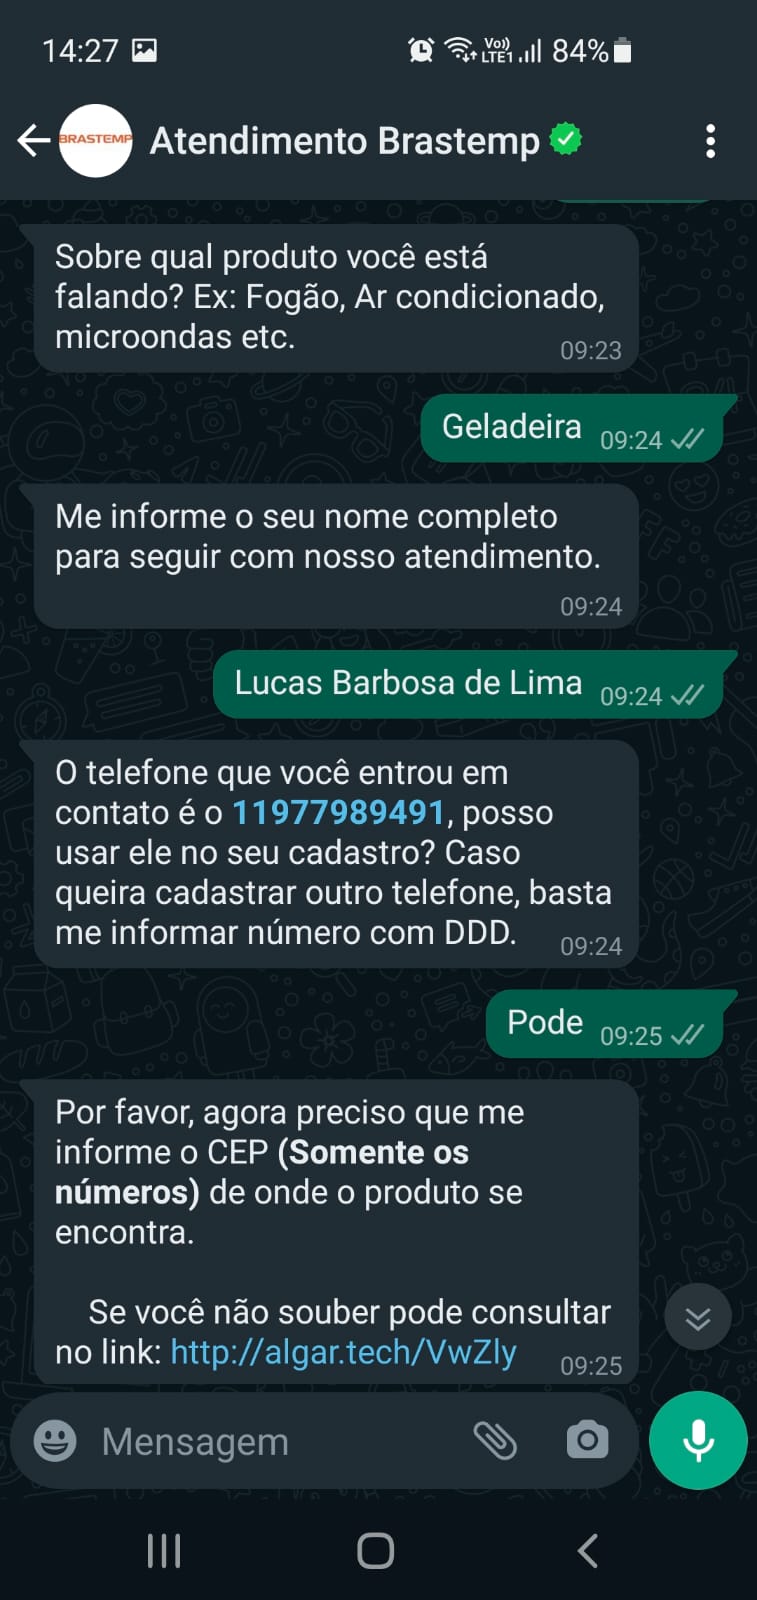 14:27
Vo))
LTE1
84%
BRASTEMP
Atendimento Brastemp
Sobre qual produto você está
falando? Ex: Fogão, Ar condicionado,
microondas etc.
09:23
Geladeira
09:24
Me informe o seu nome completo
para seguir com nosso atendimento.
09:24
Lucas Barbosa de Lima
09:24
O telefone que você entrou em
contato é o 11977989491, posso
usar ele no seu cadastro? Caso
queira cadastrar outro telefone, basta
me informar número com DDD.
09:24
Pode
09:25
Por favor, agora preciso que me
informe o CEP (Somente os
números) de onde o produto se
encontra.
Se você não souber pode consultar
no link: http://algar.tech/VwZly
09:25
Mensagem